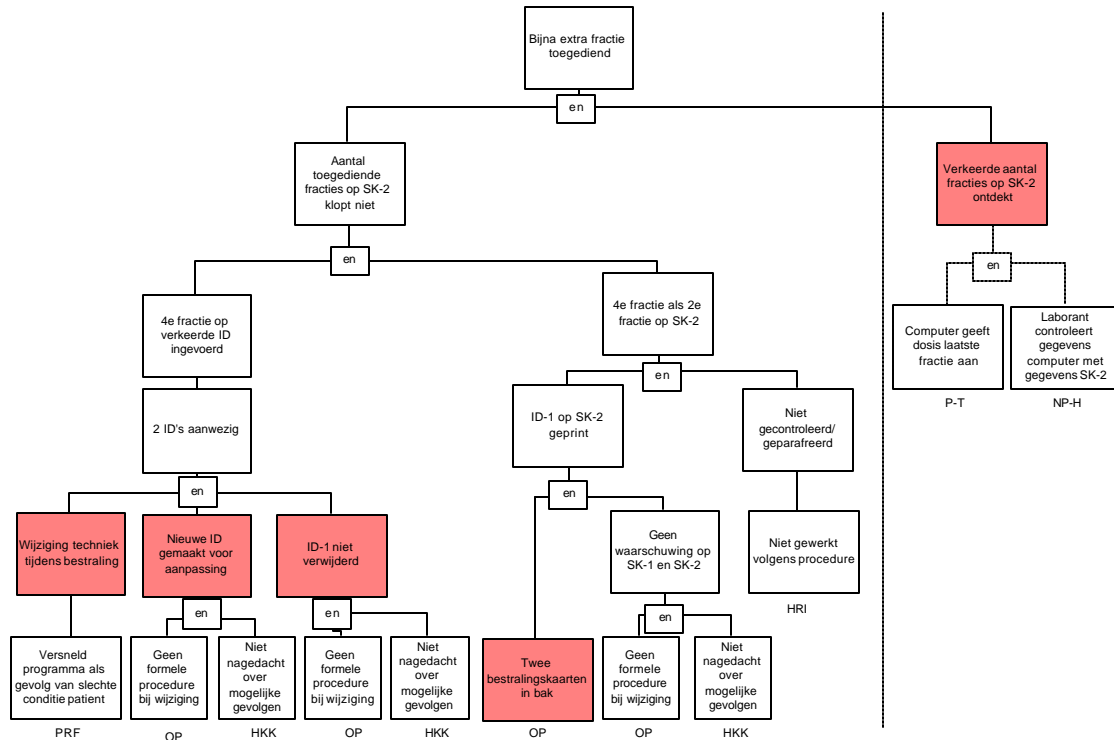 Bijna extra fractie
toegediend
en
Aantal
toegediende
fracties op SK-2
klopt niet
Verkeerde aantal
fracties op SK-2
ontdekt
en
en
4e fractie op
verkeerde ID
ingevoerd
4e fractie als 2e
fractie op SK-2
Computer geeft
dosis laatste
fractie aan
Laborant
controleert
gegevens
computer met
gegevens SK-2
P-T
NP-H
en
2 ID's aanwezig
ID-1 op SK-2
geprint
Niet
gecontroleerd/
geparafreerd
en
en
Wijziging techniek
tijdens bestraling
Nieuwe ID
gemaakt voor
aanpassing
ID-1 niet
verwijderd
Geen
waarschuwing op
SK-1 en SK-2
Niet gewerkt
volgens procedure
HRI
en
en
en
Versneld
programma als
gevolg van slechte
conditie patient
Geen
formele
procedure
bij wijziging
Niet
nagedacht
over
mogelijke
gevolgen
Geen
formele
procedure
bij wijziging
Niet
nagedacht
over
mogelijke
gevolgen
Twee
bestralingskaarten
in bak
Geen
formele
procedure
bij wijziging
Niet
nagedacht
over
mogelijke
gevolgen
PRF
OP
HKK
OP
HKK
OP
OP
HKK